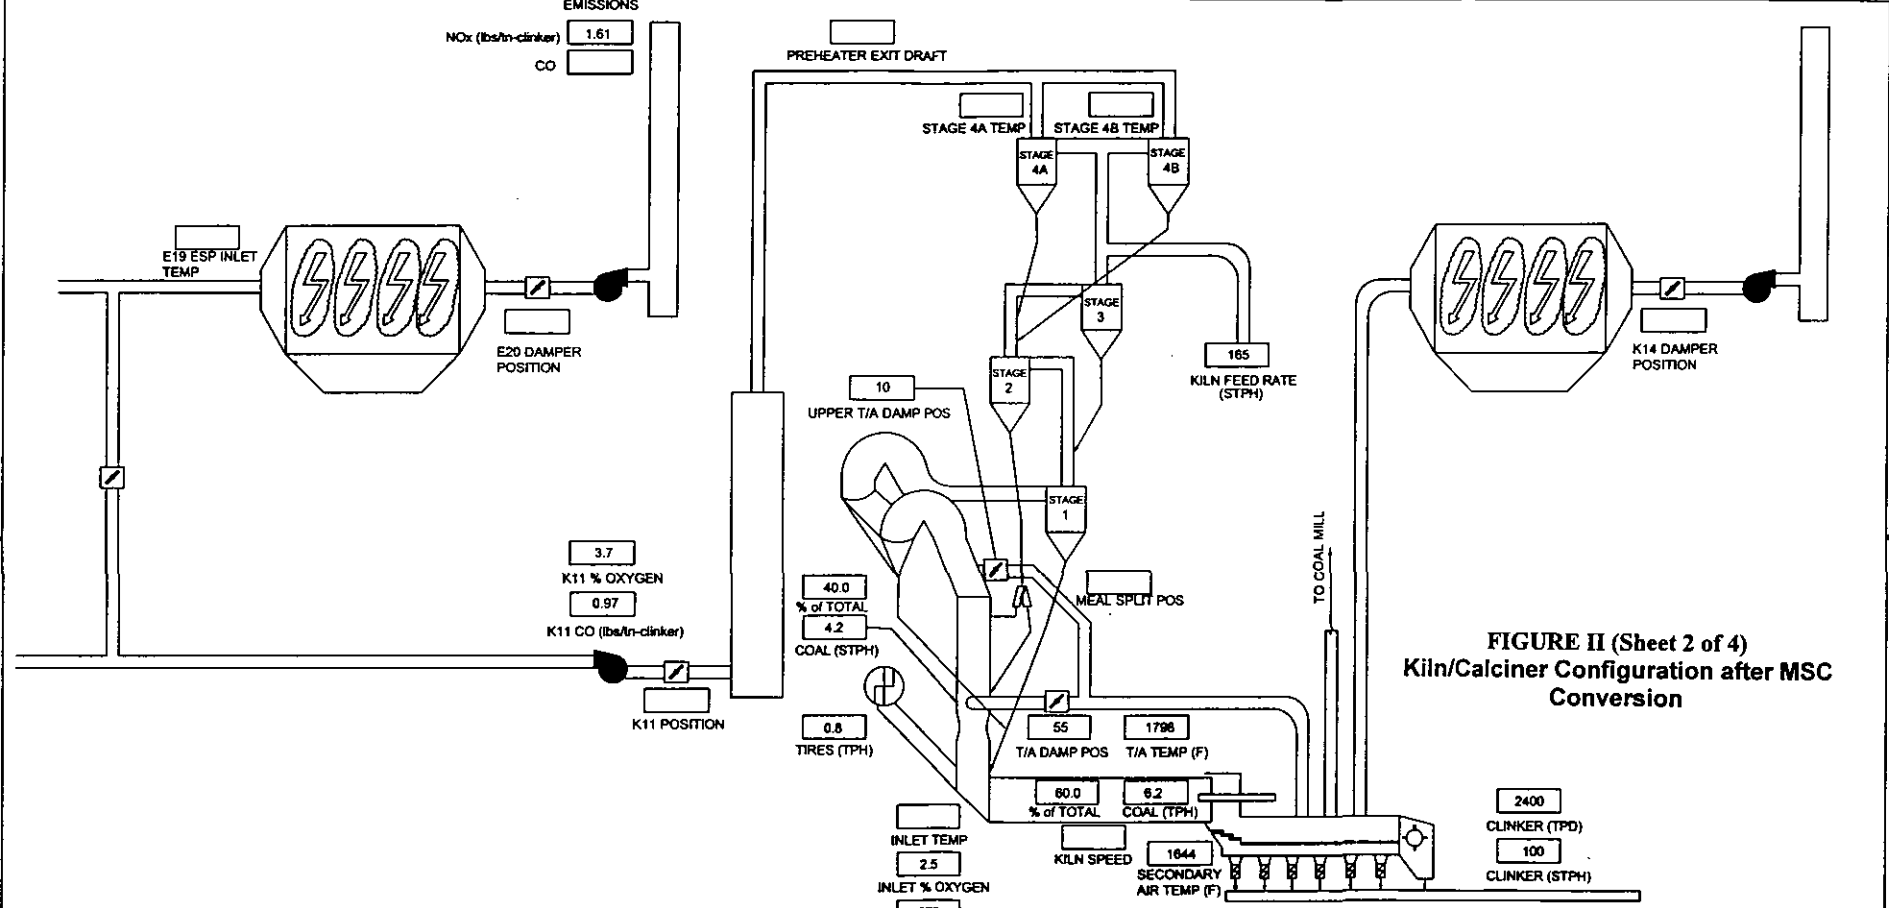 EMISSIONS
NOx (lbs/tn-clinker) 1.61
CO
PREHEATER EXIT DRAFT
STAGE 4A TEMP
STAGE 4B TEMP
STAGE 4A
STAGE 4B
E19 ESP INLET
TEMP
E20 DAMPER
POSITION
STAGE
3
165
KILN FEED RATE
(STPH)
K14 DAMPER
POSITION
STAGE
2
10
UPPER T/A DAMP POS
STAGE
1
TO COAL MILL
3.7
K11 % OXYGEN
0.97
K11 CO (lbs/tn-clinker)
40.0
% of TOTAL
4.2
COAL (STPH)
MEAL SPLIT POS
FIGURE II (Sheet 2 of 4)
Kiln/Calciner Configuration after MSC
Conversion
K11 POSITION
0.8
TIRES (TPH)
55
T/A DAMP POS
1798
T/A TEMP (F)
60.0
% of TOTAL
6.2
COAL (TPH)
INLET TEMP
KILN SPEED
2.5
INLET % OXYGEN
1644
SECONDARY
AIR TEMP (F)
2400
CLINKER (TPD)
100
CLINKER (STPH)